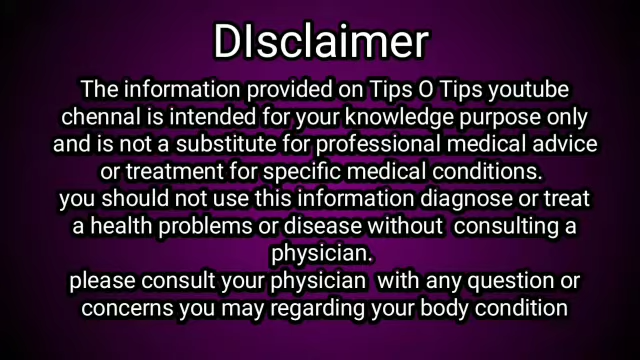 DIsclaimer
The information provided on Tips O Tips youtube
chennal is intended for your knowledge purpose only
and is not a substitute for professional medical advice
or treatment for specific medical conditions.
you should not use this information diagnose or treat
a health problems or disease without consulting a
physician.
please consult your physician with any question or
concerns you may regarding your body condition